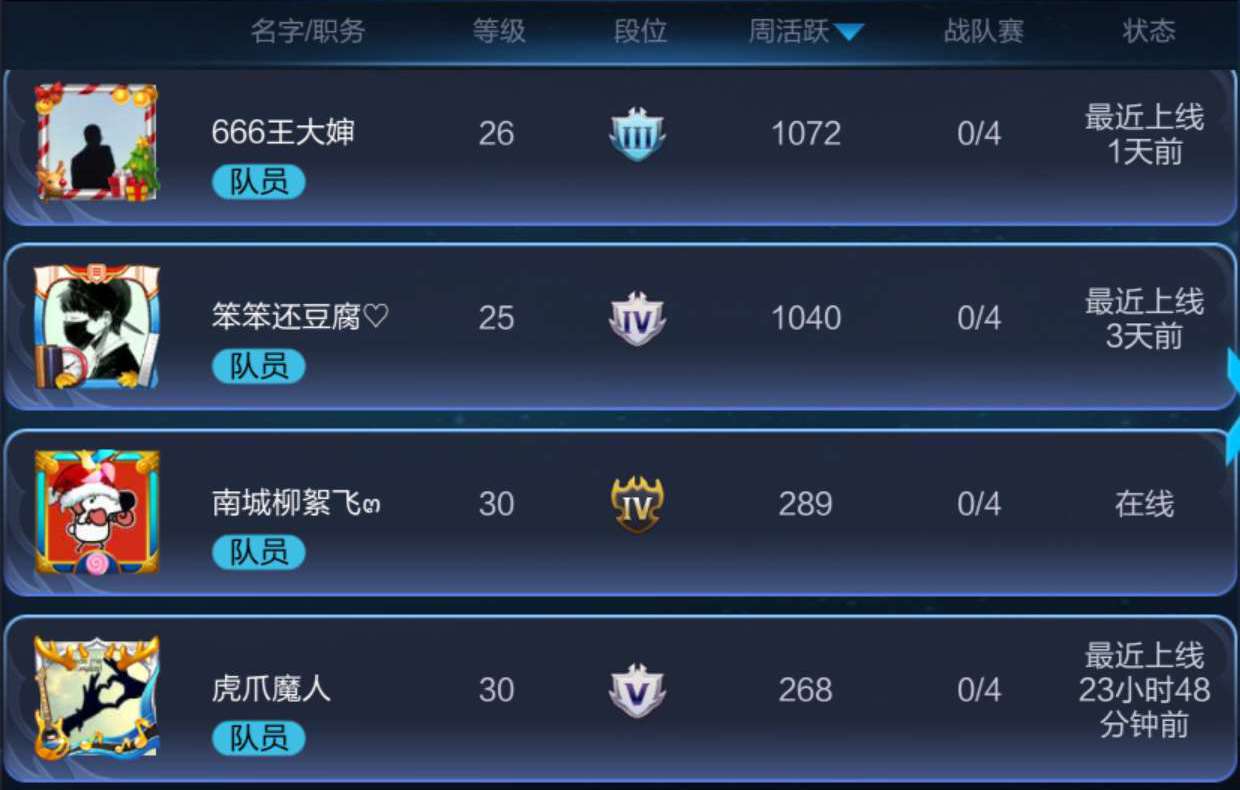 名字/职务 等级 段位 周活跃 战队赛 状态
666王大婶 26 III 1072 0/4 最近上线
1天前
队员
笨笨还豆腐♡ 25 IV 1040 0/4 最近上线
3天前
队员
南城柳絮飞ෆ 30 IV 289 0/4 在线
队员
虎爪魔人 30 V 268 0/4 最近上线
23小时48
分钟前
队员